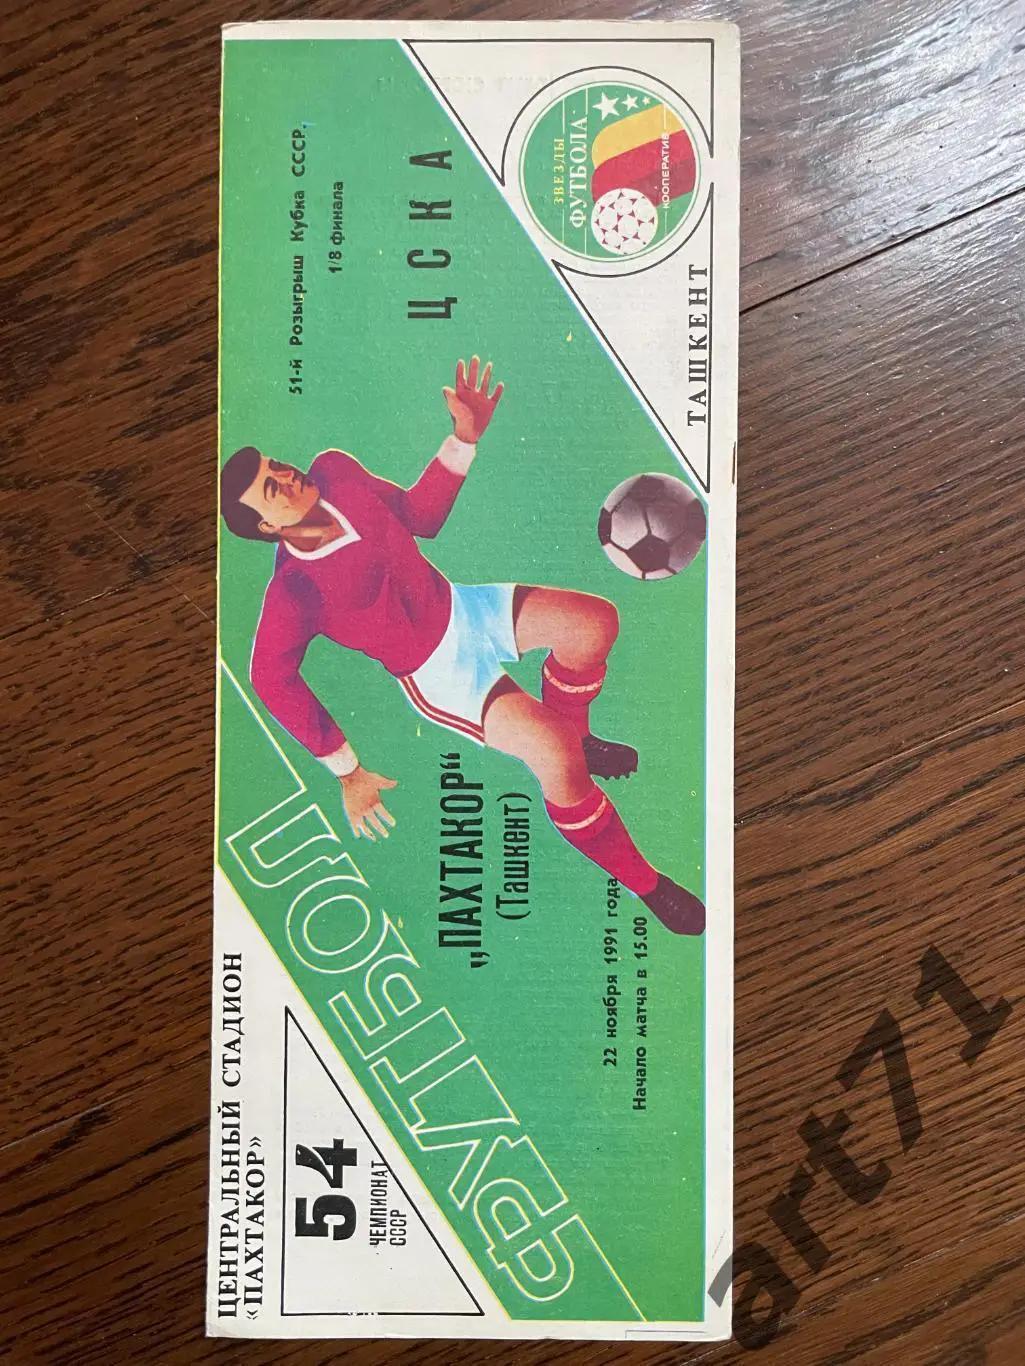 ЦЕНТРАЛЬНЫЙ СТАДИОН
«ПАХТАКОР»
54
ЧЕМПИОНАТ
СССР
ФУТБОЛ
51-й Розыгрыш Кубка СССР,
1/8 финала
„ПАХТАКОР“
(Ташкент)
ЦСКА
22 ноября 1991 года
Начало матча в 15.00
ЗВЕЗДЫ
ФУТБОЛА
КООПЕРАТИВ
ТАШКЕНТ
art71